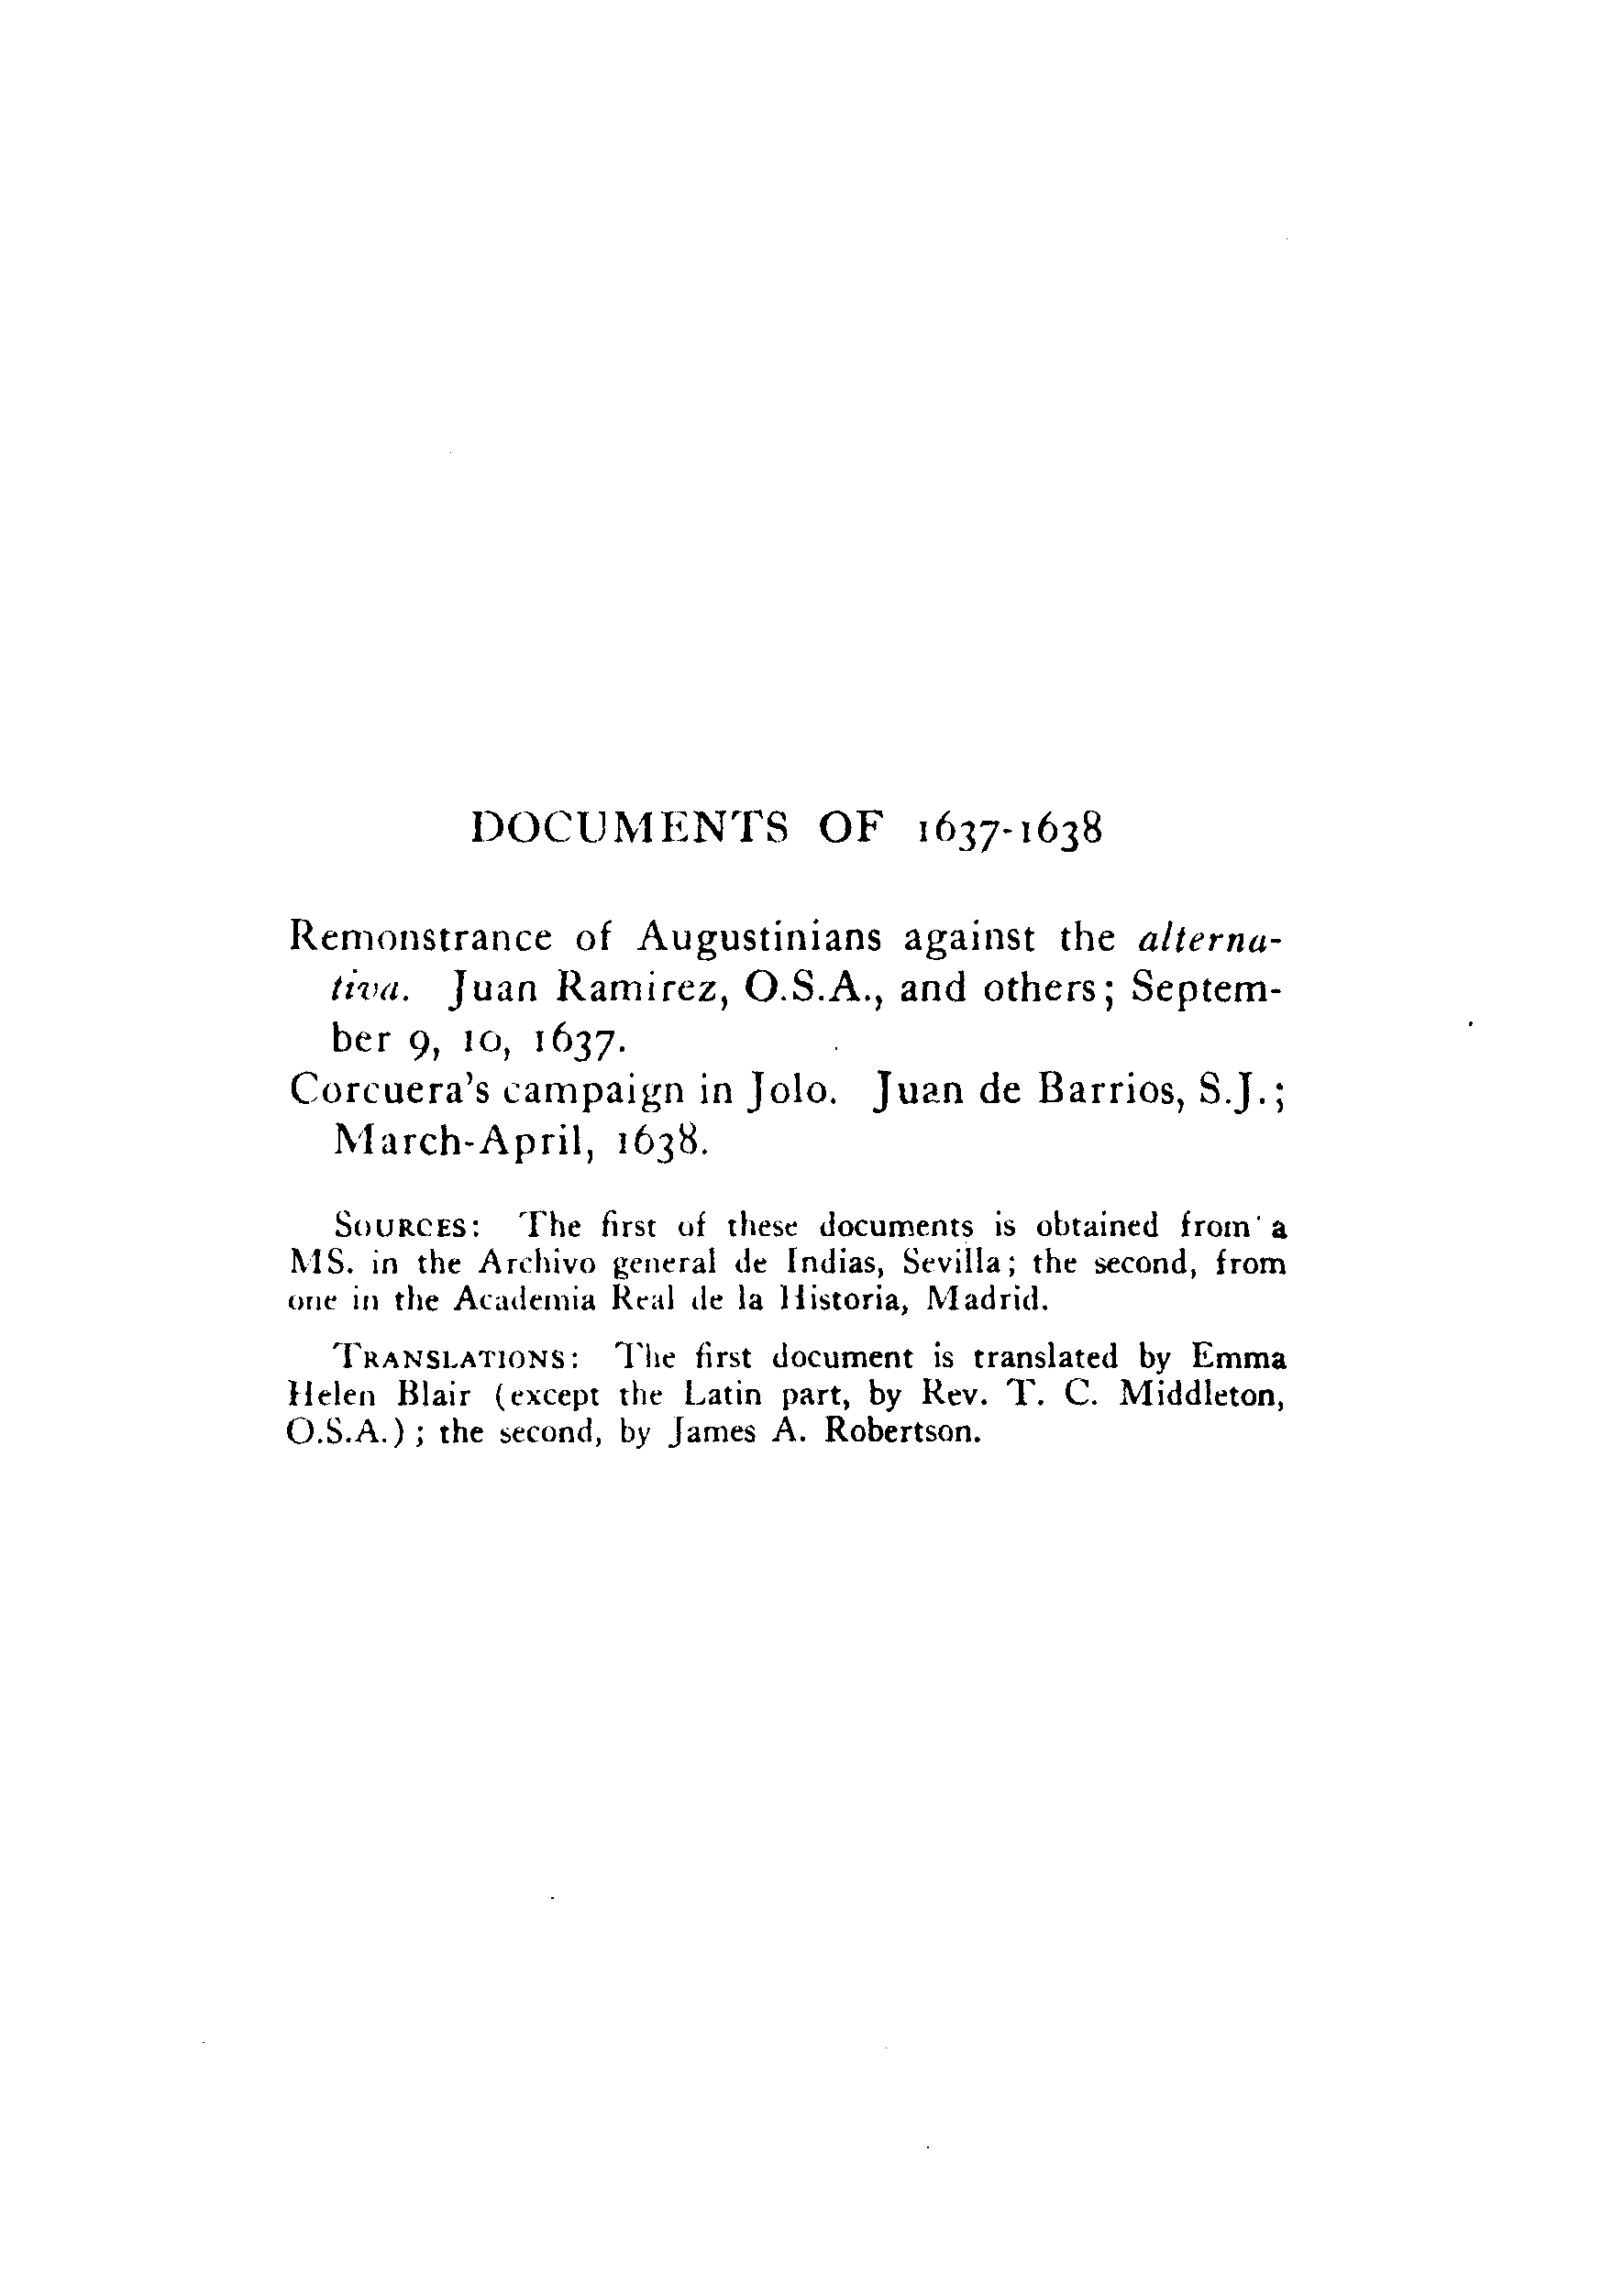 DOCUMENTS OF 1637-1638
Remonstrance of Augustinians against the alterna-
tiva. Juan Ramirez, O.S.A., and others; Septem-
ber 9, 10, 1637.
Corcuera's campaign in Jolo. Juan de Barrios, S.J.;
March-April, 1638.
SOURCES: The first of these documents is obtained from a
MS. in the Archivo general de Indias, Sevilla; the second, from
one in the Academia Real de la Historia, Madrid.
TRANSLATIONS: The first document is translated by Emma
Helen Blair (except the Latin part, by Rev. T. C. Middleton,
O.S.A.); the second, by James A. Robertson.